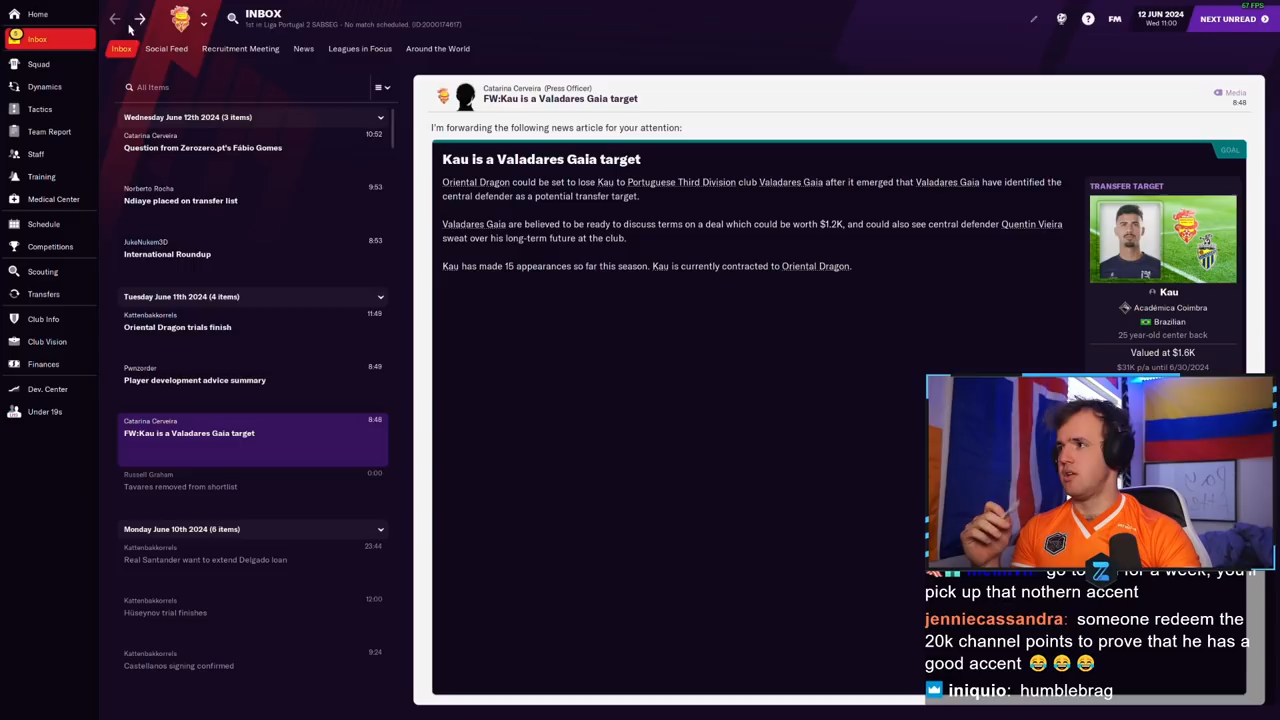 67 FPS
Home
INBOX
1st in Liga Portugal 2 SABSEG - No match scheduled. (ID:2000174617)
FM
12 JUN 2024
Wed 11:00
NEXT UNREAD
5
Inbox
Inbox
Social Feed
Recruitment Meeting
News
Leagues in Focus
Around the World
Squad
Dynamics
Tactics
Team Report
Staff
Training
Medical Center
Schedule
Competitions
Scouting
Transfers
Club Info
Club Vision
Finances
Dev. Center
Under 19s
All Items
Wednesday June 12th 2024 (3 items)
Catarina Cerveira 10:52
Question from Zerozero.pt's Fábio Gomes
Norberto Rocha 9:53
Ndiaye placed on transfer list
JukeNukem3D 8:53
International Roundup
Tuesday June 11th 2024 (4 items)
Kattenbakkorrels 11:49
Oriental Dragon trials finish
Pwnzorder 8:49
Player development advice summary
Catarina Cerveira 8:48
FW:Kau is a Valadares Gaia target
Russell Graham 0:00
Tavares removed from shortlist
Monday June 10th 2024 (6 items)
Kattenbakkorrels 23:44
Real Santander want to extend Delgado loan
Kattenbakkorrels 12:00
Hüseynov trial finishes
Kattenbakkorrels 9:24
Castellanos signing confirmed
Catarina Cerveira (Press Officer)
FW:Kau is a Valadares Gaia target
Media
8:48
I'm forwarding the following news article for your attention:
GOAL
Kau is a Valadares Gaia target
Oriental Dragon could be set to lose Kau to Portuguese Third Division club Valadares Gaia after it emerged that Valadares Gaia have identified the
central defender as a potential transfer target.
Valadares Gaia are believed to be ready to discuss terms on a deal which could be worth $1.2K, and could also see central defender Quentin Vieira
sweat over his long-term future at the club.
Kau has made 15 appearances so far this season. Kau is currently contracted to Oriental Dragon.
TRANSFER TARGET
Kau
Académica Coimbra
Brazilian
25 year-old center back
Valued at $1.6K
$31K p/a until 6/30/2024
go to for a week, you'll
pick up that nothern accent
jenniecassandra: someone redeem the
20k channel points to prove that he has a
good accent 😂 😂 😂
iniquio: humblebrag